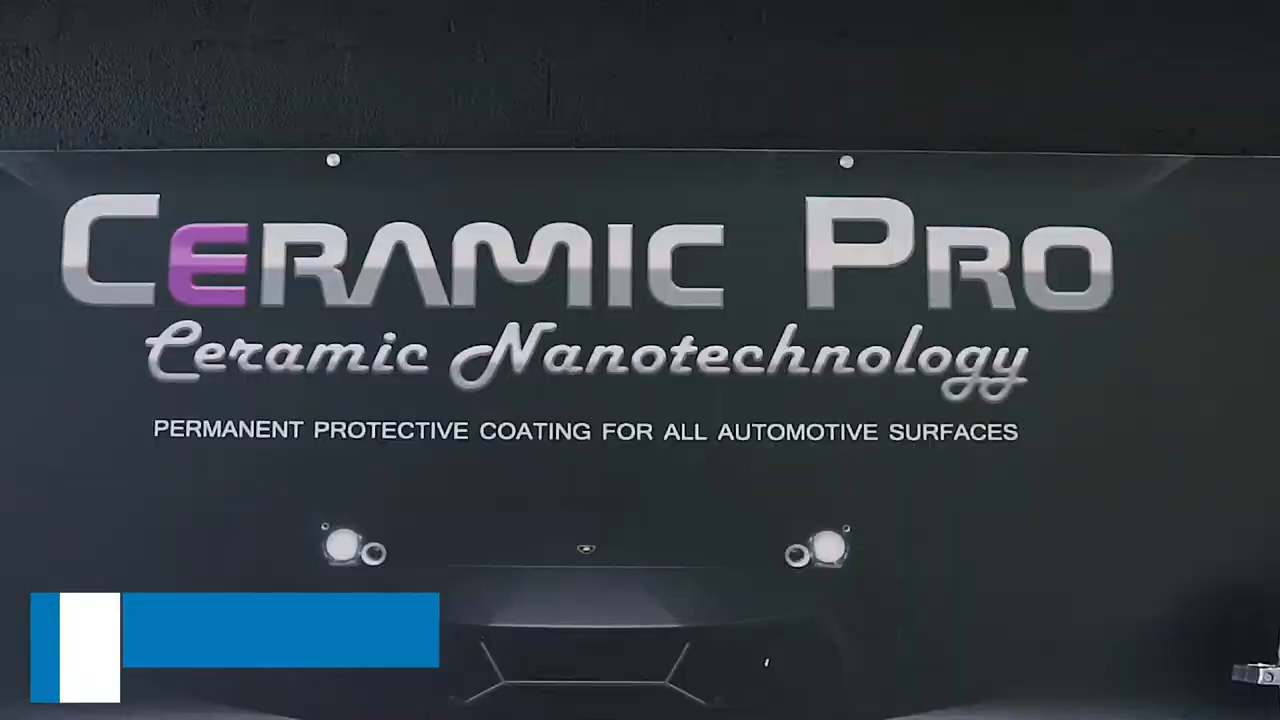 CERAMIC PRO
Ceramic Nanotechnology
PERMANENT PROTECTIVE COATING FOR ALL AUTOMOTIVE SURFACES